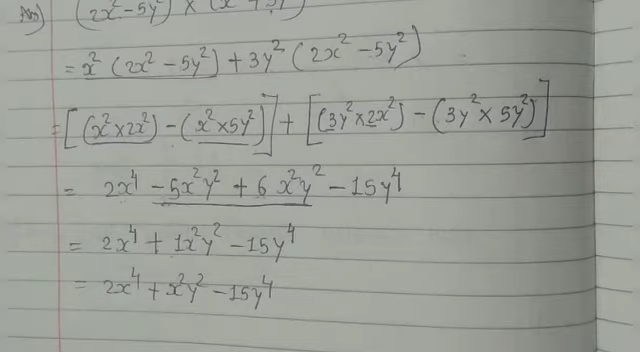 Ans) (2x² - 5y²) × (x² + 3y²)
= x² (2x² - 5y²) + 3y² (2x² - 5y²)
= [(x² × 2x²) - (x² × 5y²)] + [(3y² × 2x²) - (3y² × 5y²)]
= 2x⁴ - 5x²y² + 6x²y² - 15y⁴
= 2x⁴ + 1x²y² - 15y⁴
= 2x⁴ + x²y² - 15y⁴